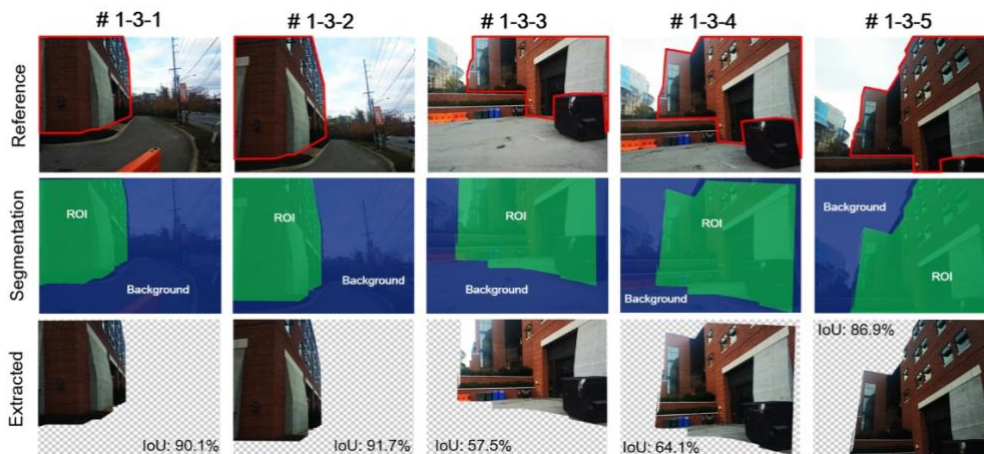 # 1-3-1 # 1-3-2 # 1-3-3 # 1-3-4 # 1-3-5
Reference
Segmentation
ROI
Background
ROI
Background
ROI
Background
ROI
Background
Background
ROI
Extracted
IoU: 90.1%
IoU: 91.7%
IoU: 57.5%
IoU: 64.1%
IoU: 86.9%